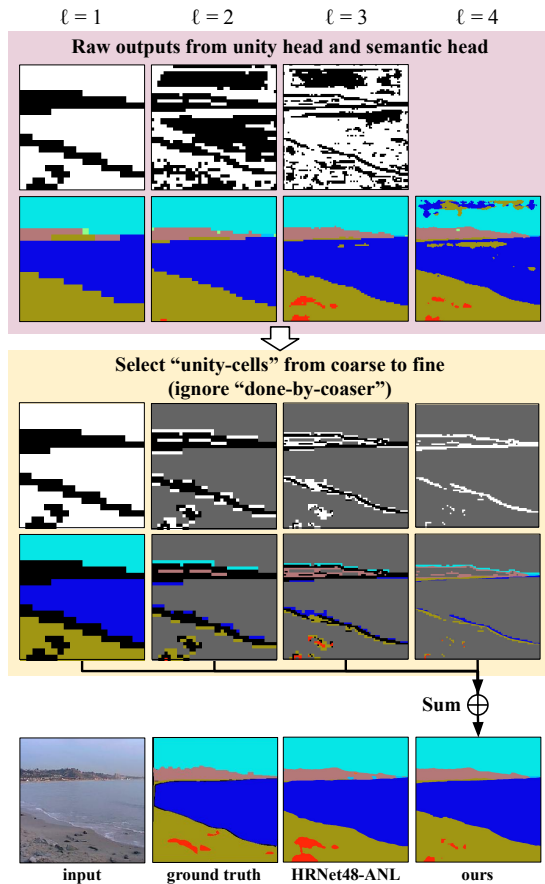 ℓ = 1 ℓ = 2 ℓ = 3 ℓ = 4
Raw outputs from unity head and semantic head
Select “unity-cells” from coarse to fine
(ignore “done-by-coaser”)
Sum
input ground truth HRNet48-ANL ours